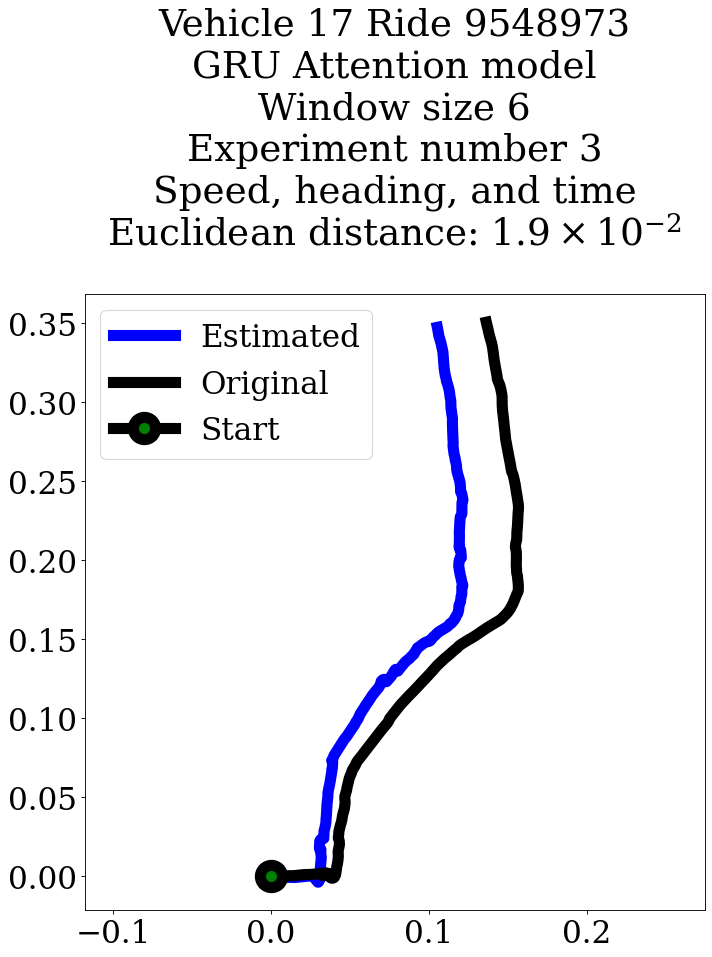 Vehicle 17 Ride 9548973
GRU Attention model
Window size 6
Experiment number 3
Speed, heading, and time
Euclidean distance: 1.9 × 10⁻²
Estimated
Original
Start
0.35
0.30
0.25
0.20
0.15
0.10
0.05
0.00
−0.1 0.0 0.1 0.2